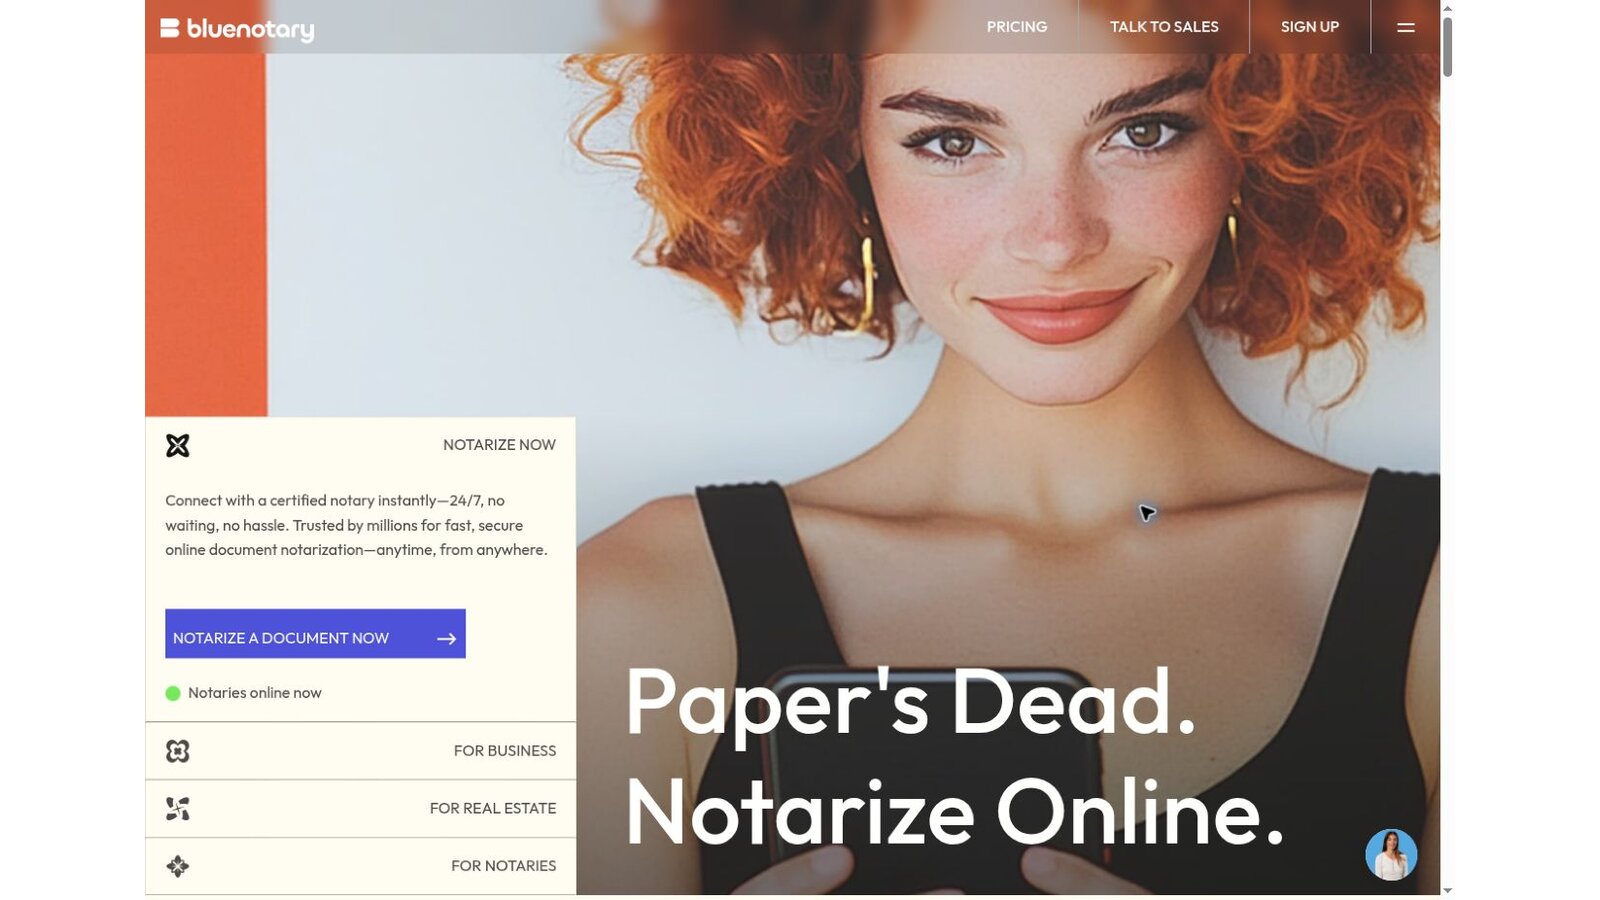 bluenotary
PRICING
TALK TO SALES
SIGN UP
NOTARIZE NOW
Connect with a certified notary instantly—24/7, no
waiting, no hassle. Trusted by millions for fast, secure
online document notarization—anytime, from anywhere.
NOTARIZE A DOCUMENT NOW
Notaries online now
FOR BUSINESS
FOR REAL ESTATE
FOR NOTARIES
Paper's Dead.
Notarize Online.